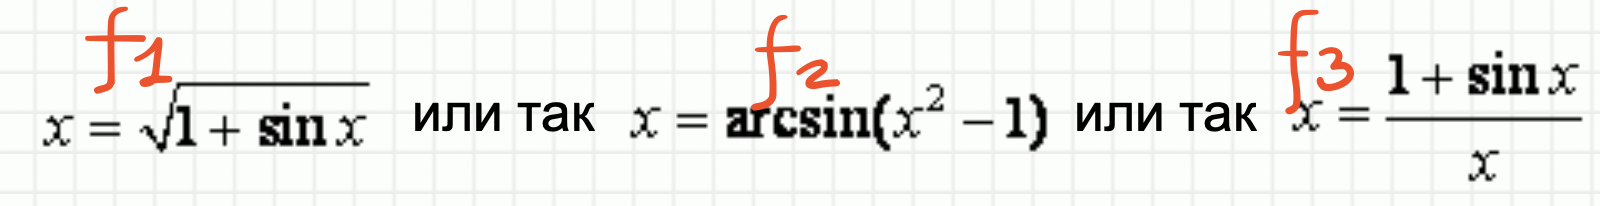 f1 f2 f3
x = √(1 + sin x) или так x = arcsin(x² − 1) или так x = (1 + sin x)/x